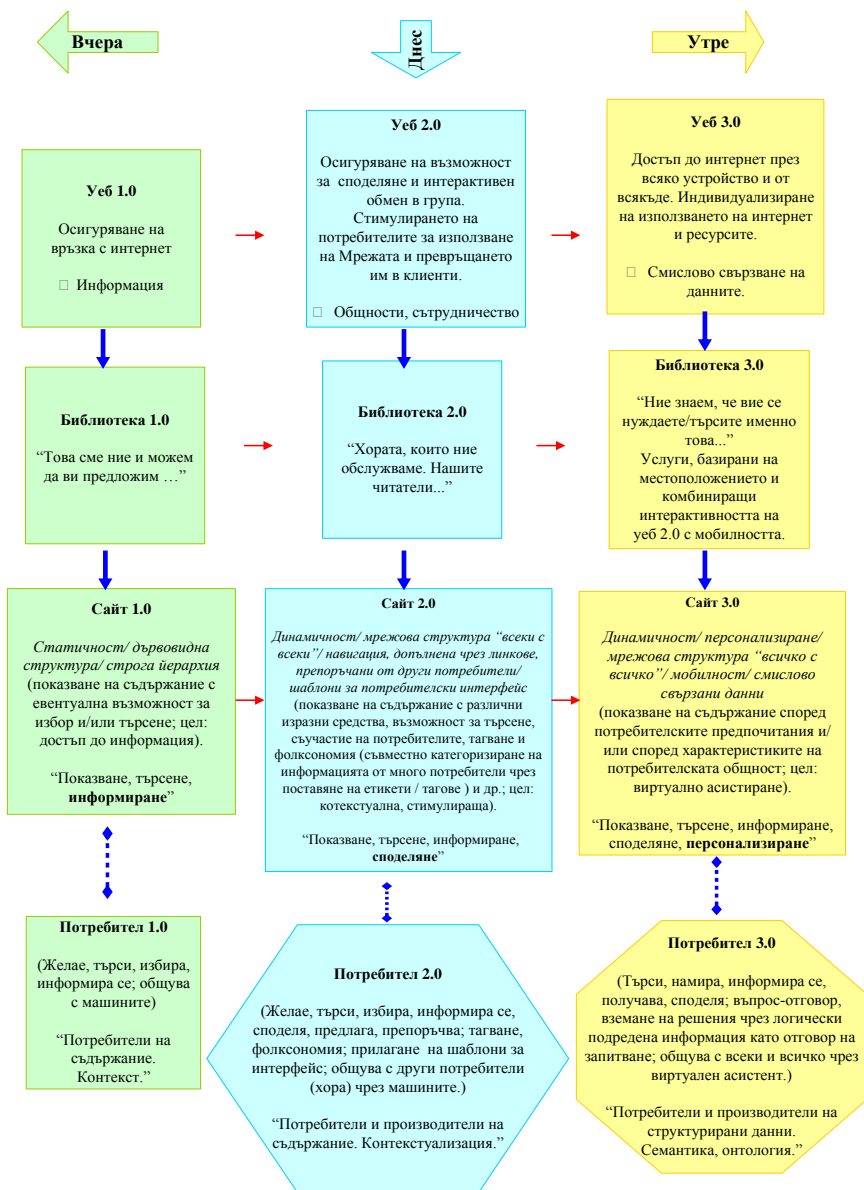 Вчера
Днес
Утре
Уеб 1.0
Осигуряване на
връзка с интернет
□ Информация
Уеб 2.0
Осигуряване на възможност
за споделяне и интерактивен
обмен в група.
Стимулирането на
потребителите за използване
на Мрежата и превръщането
им в клиенти.
□ Общности, сътрудничество
Уеб 3.0
Достъп до интернет през
всяко устройство и от
всякъде. Индивидуализиране
на използването на интернет
и ресурсите.
□ Смислово свързване на
данните.
Библиотека 1.0
“Това сме ние и можем
да ви предложим …”
Библиотека 2.0
“Хората, които ние
обслужваме. Нашите
читатели...”
Библиотека 3.0
“Ние знаем, че вие се
нуждаете/търсите именно
това...”
Услуги, базирани на
местоположението и
комбиниращи
интерактивността на
уеб 2.0 с мобилността.
Сайт 1.0
Статичност/ дървовидна
структура/ строга йерархия
(показване на съдържание с
евентуална възможност за
избор и/или търсене; цел:
достъп до информация).
“Показване, търсене,
информиране”
Сайт 2.0
Динамичност/ мрежова структура “всеки с
всеки”/ навигация, допълнена чрез линкове,
препоръчани от други потребители/
шаблони за потребителски интерфейс
(показване на съдържание с различни
изразни средства, възможност за търсене,
съучастие на потребителите, тагване и
фолксономия (съвместно категоризиране на
информацията от много потребители чрез
поставяне на етикети / тагове ) и др.; цел:
котекстуална, стимулираща).
“Показване, търсене, информиране,
споделяне”
Сайт 3.0
Динамичност/ персонализиране/
мрежова структура “всичко с
всичко”/ мобилност/ смислово
свързани данни
(показване на съдържание според
потребителските предпочитания и/
или според характеристиките на
потребителската общност; цел:
виртуално асистиране).
“Показване, търсене, информиране,
споделяне, персонализиране”
Потребител 1.0
(Желае, търси, избира,
информира се; общува
с машините)
“Потребители на
съдържание.
Контекст.”
Потребител 2.0
(Желае, търси, избира, информира се,
споделя, предлага, препоръчва; тагване,
фолксономия; прилагане на шаблони за
интерфейс; общува с други потребители
(хора) чрез машините.)
“Потребители и производители на
съдържание. Контекстуализация.”
Потребител 3.0
(Търси, намира, информира се,
получава, споделя; въпрос-отговор,
вземане на решения чрез логически
подредена информация като отговор на
запитване; общува с всеки и всичко чрез
виртуален асистент.)
“Потребители и производители на
структурирани данни.
Семантика, онтология.”